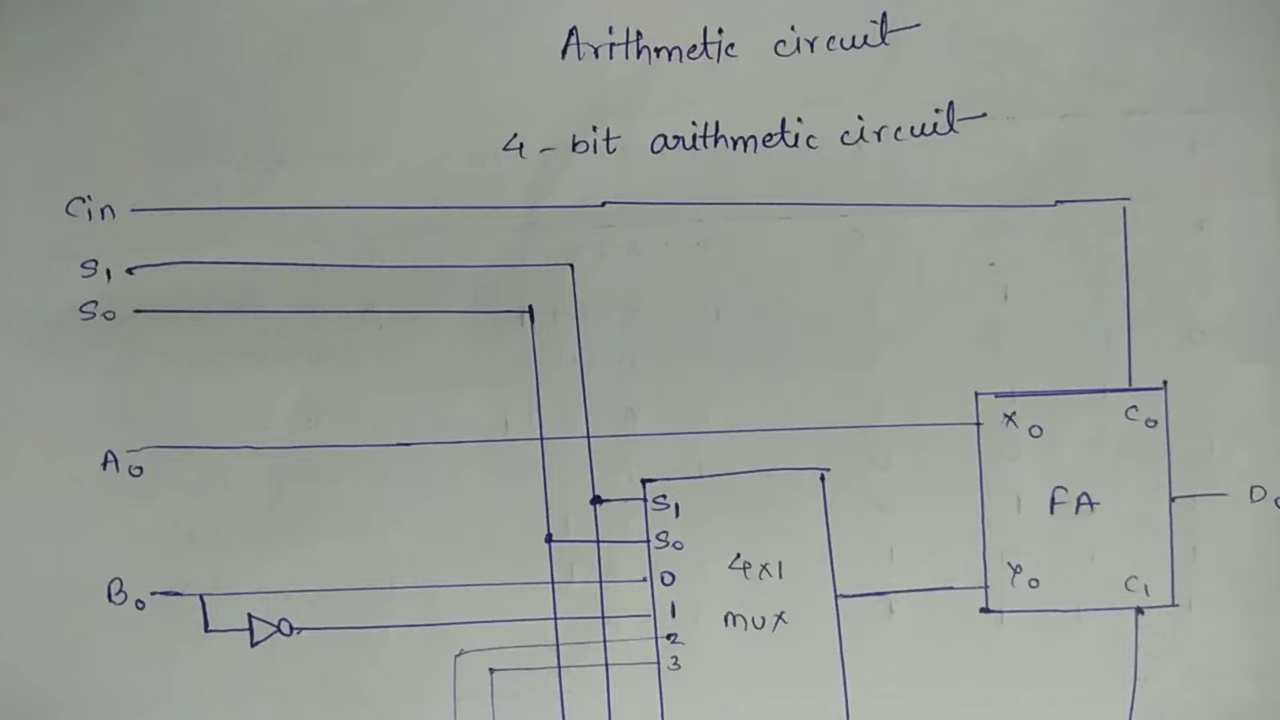 Arithmetic circuit
4-bit arithmetic circuit
Cin
S1
S0
A0
X0 C0
S1
FA D0
S0
4x1
B0
0
Y0 C1
1
mux
2
3